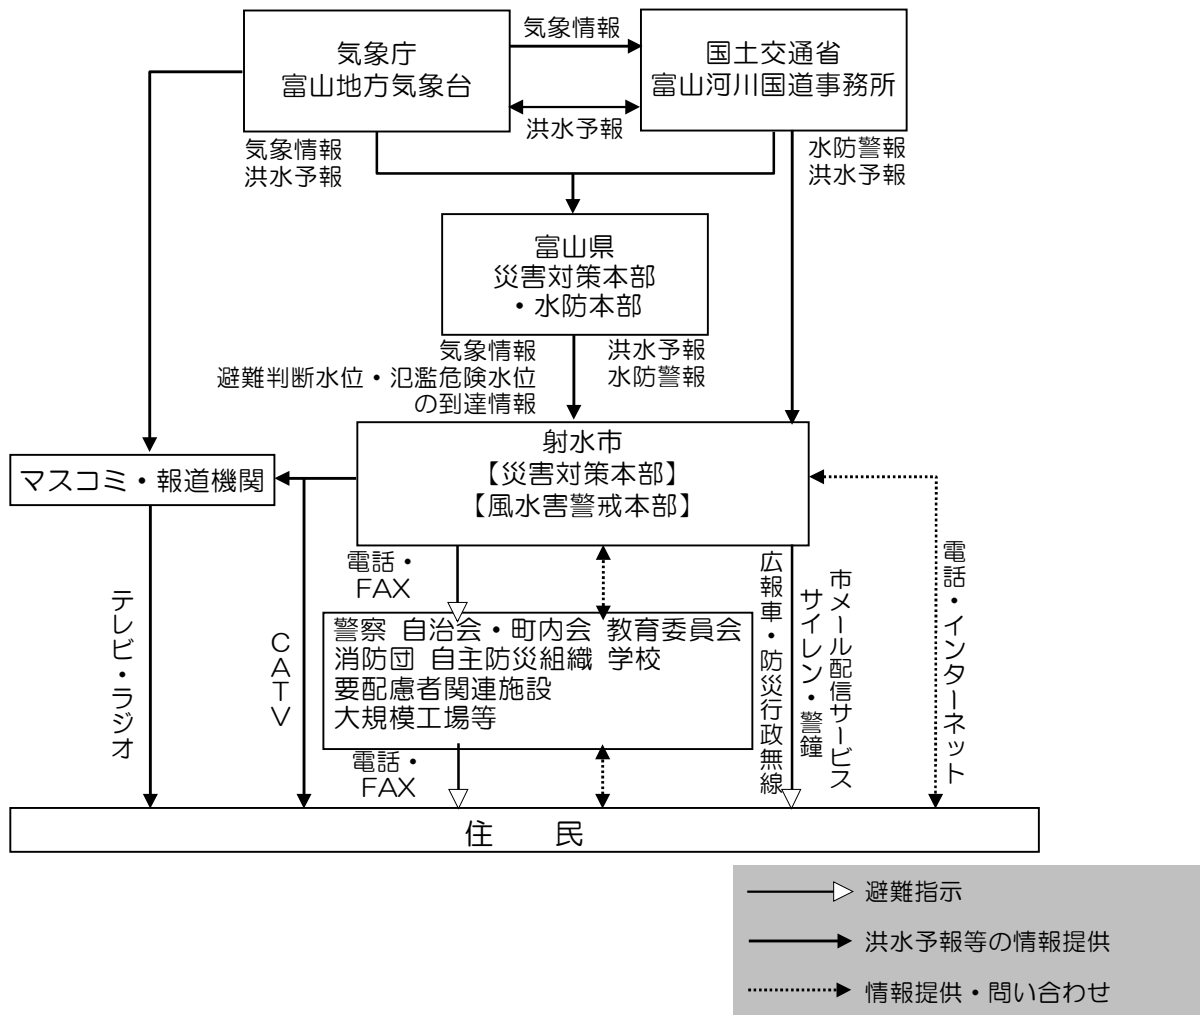 気象庁
富山地方気象台
気象情報
国土交通省
富山河川国道事務所
洪水予報
気象情報
洪水予報
水防警報
洪水予報
富山県
災害対策本部
・水防本部
気象情報
避難判断水位・氾濫危険水位
の到達情報
洪水予報
水防警報
マスコミ・報道機関
射水市
【災害対策本部】
【風水害警戒本部】
テレビ・ラジオ
CATV
電話・
FAX
警察 自治会・町内会 教育委員会
消防団 自主防災組織 学校
要配慮者関連施設
大規模工場等
電話・
FAX
広報車・防災行政無線
サイレン・警鐘
市メール配信サービス
電話・インターネット
住 民
避難指示
洪水予報等の情報提供
情報提供・問い合わせ